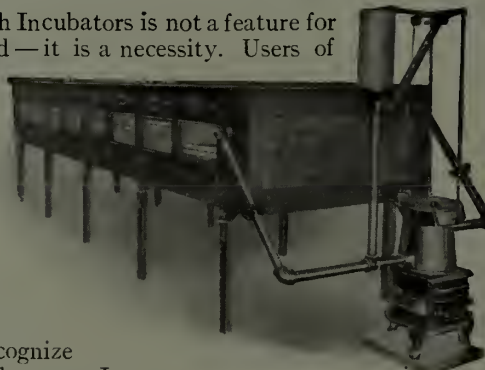 h Incubators is not a feature for
d — it is a necessity. Users of
cognize